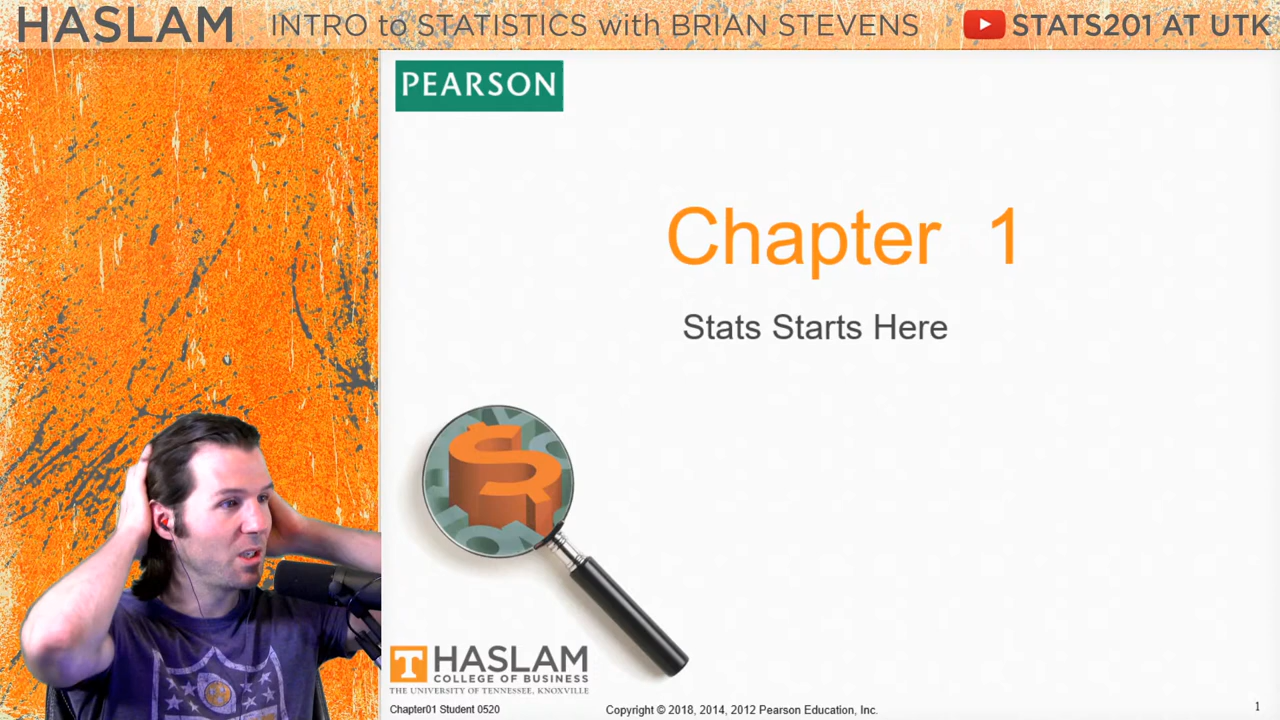 HASLAM INTRO to STATISTICS with BRIAN STEVENS STATS201 AT UTK
PEARSON
Chapter 1
Stats Starts Here
T HASLAM
COLLEGE OF BUSINESS
THE UNIVERSITY OF TENNESSEE, KNOXVILLE
Chapter01 Student 0520 Copyright © 2018, 2014, 2012 Pearson Education, Inc. 1